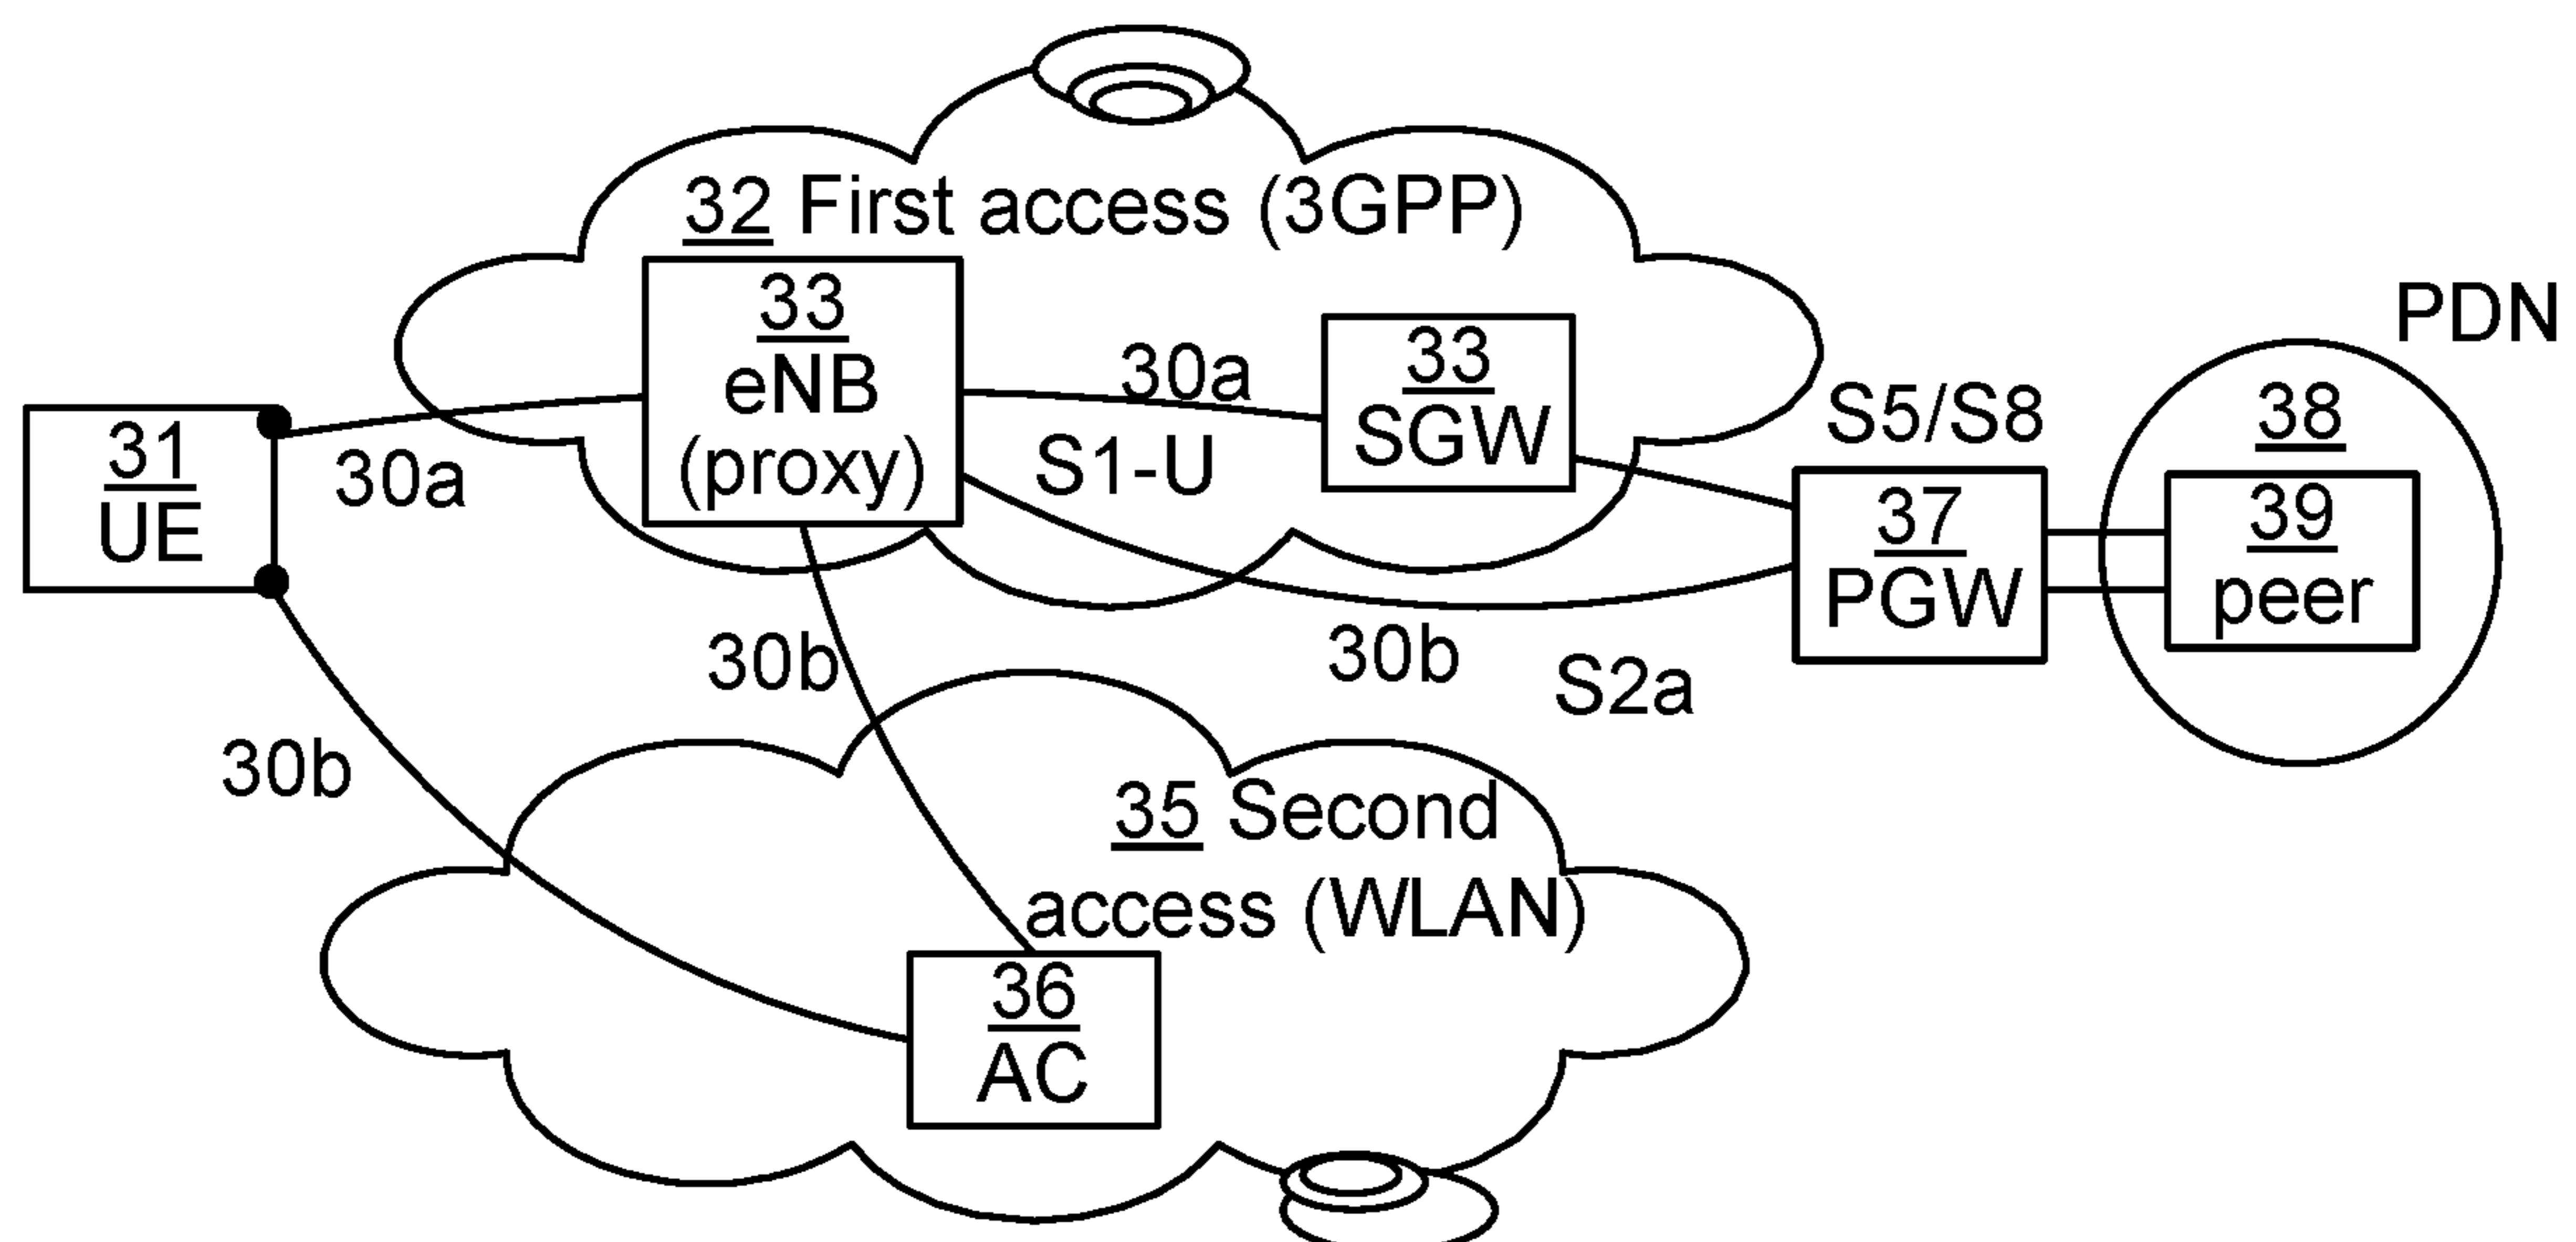 32 First access (3GPP)
33
eNB
(proxy)
30a
S1-U
33
SGW
S5/S8
PDN
38
31
UE
30a
37
PGW
39
peer
30b
30b
S2a
30b
35 Second
access (WLAN)
36
AC